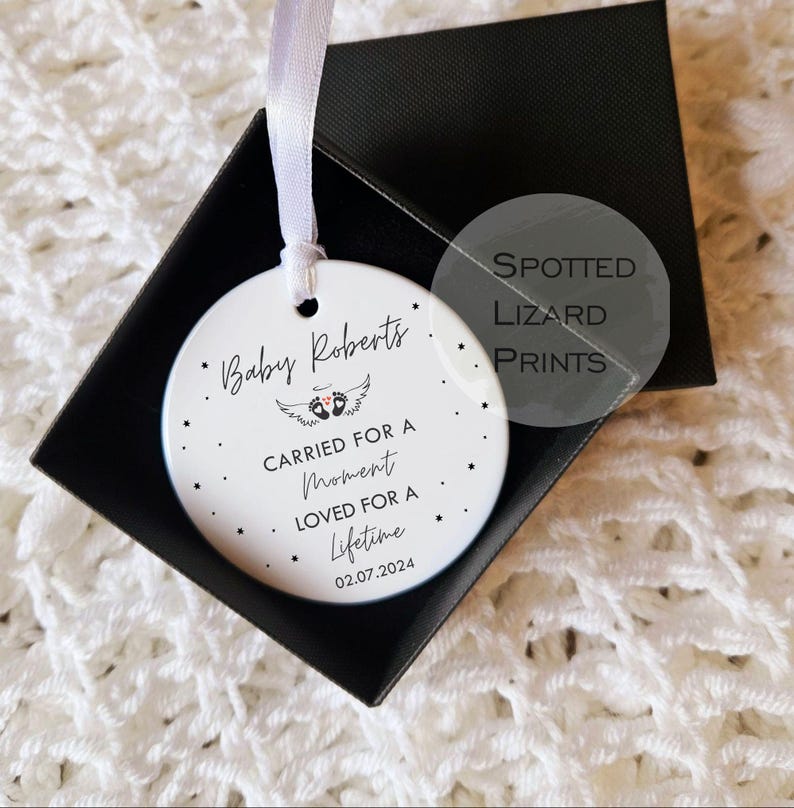 Baby Roberts
CARRIED FOR A
Moment
LOVED FOR A
Lifetime
02.07.2024
SPOTTED
LIZARD
PRINTS